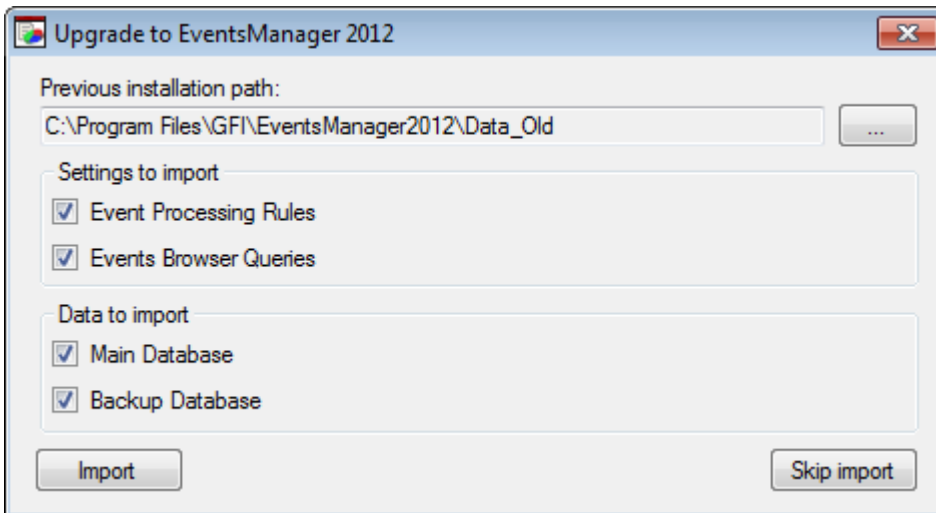 Upgrade to EventsManager 2012
Previous installation path:
C:\Program Files\GFI\EventsManager2012\Data_Old
...
Settings to import
Event Processing Rules
Events Browser Queries
Data to import
Main Database
Backup Database
Import
Skip import